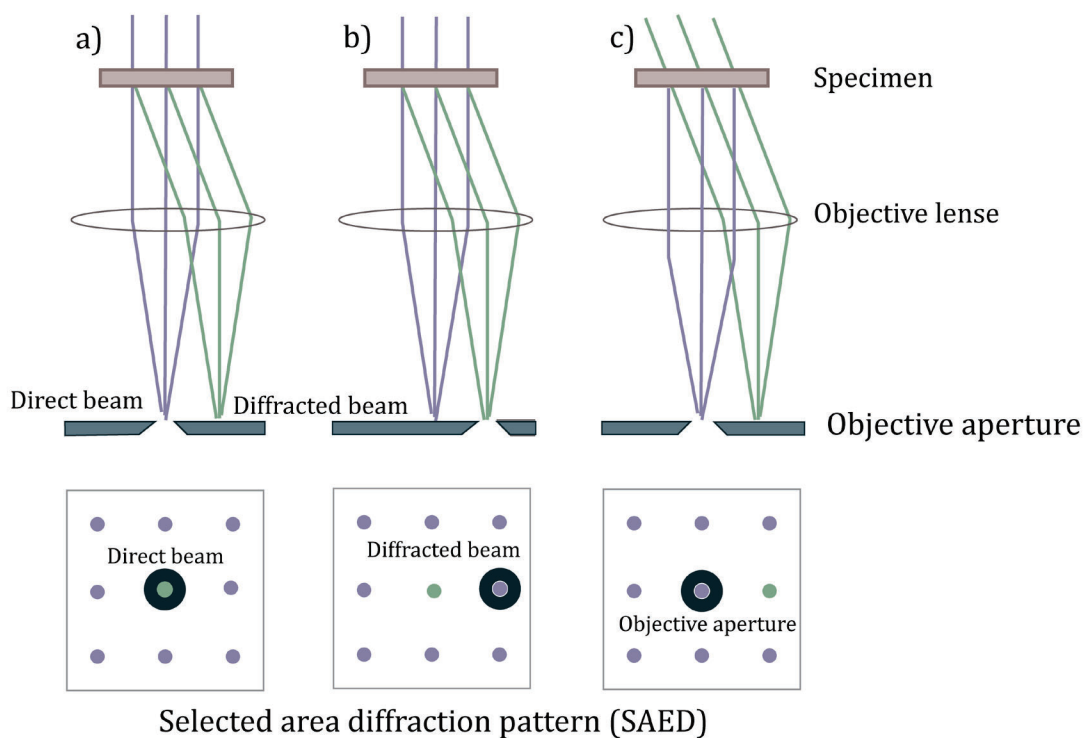 a)
b)
c)
Specimen
Objective lense
Direct beam
Diffracted beam
Objective aperture
Direct beam
Diffracted beam
Objective aperture
Selected area diffraction pattern (SAED)